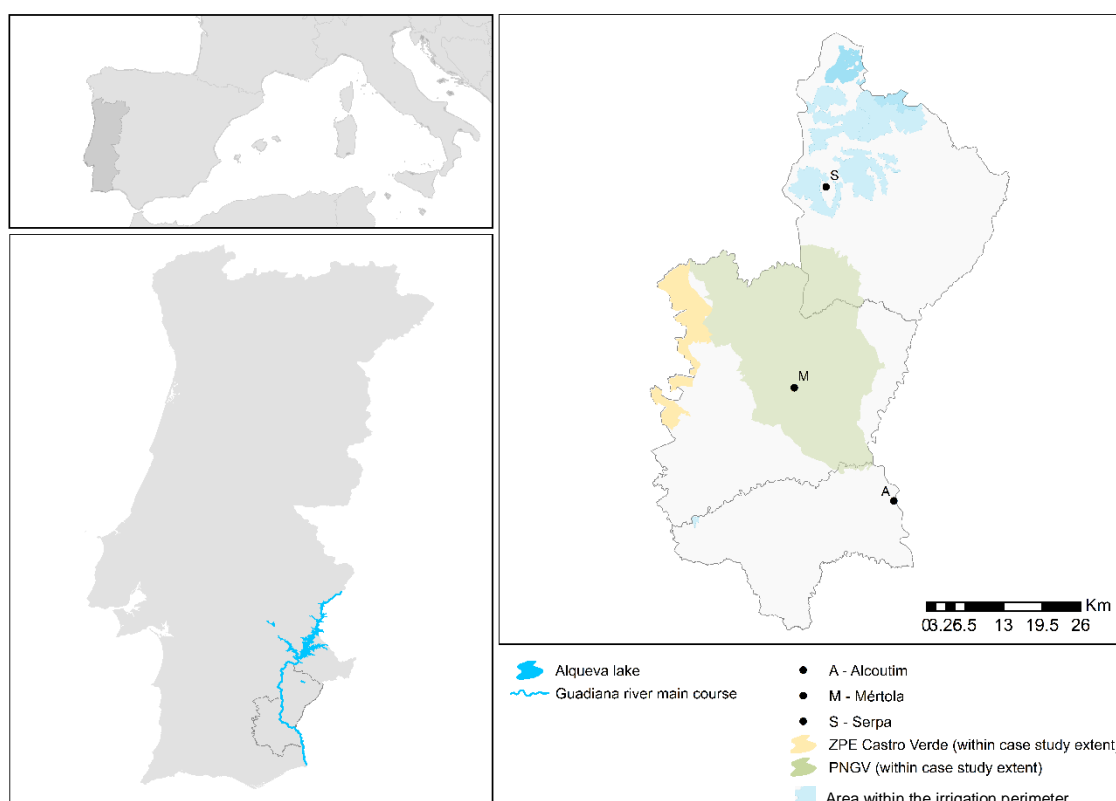 S
M
A
Km
03.26.5 13 19.5 26
Alqueva lake
Guadiana river main course
A - Alcoutim
M - Mértola
S - Serpa
ZPE Castro Verde (within case study extent)
PNGV (within case study extent)
Area within the irrigation perimeter